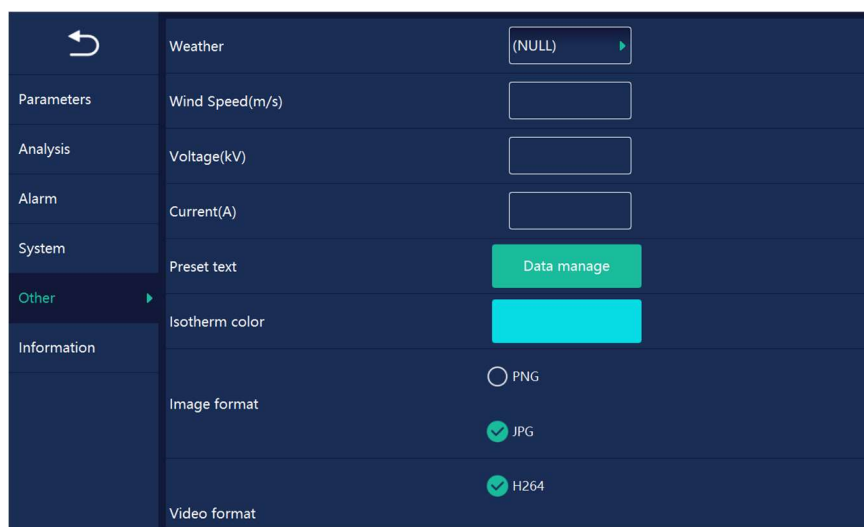 Weather
(NULL)
Parameters
Wind Speed(m/s)
Analysis
Voltage(kV)
Alarm
Current(A)
System
Preset text
Data manage
Other
Isotherm color
Information
PNG
Image format
JPG
H264
Video format